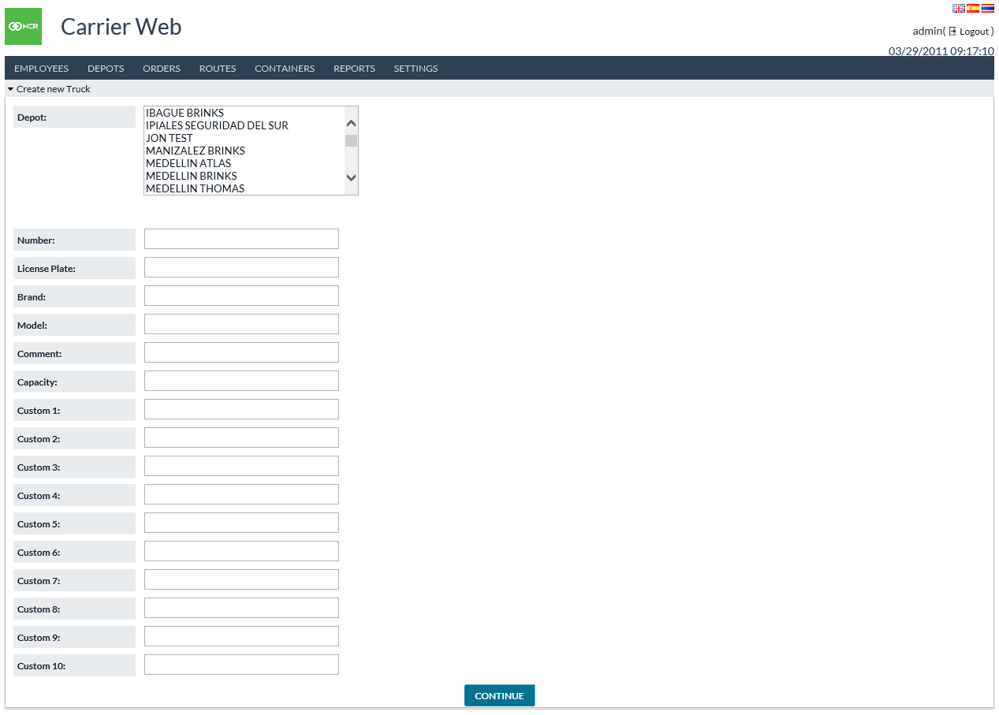 NCR
Carrier Web
admin( Logout )
03/29/2011 09:17:10
EMPLOYEES DEPOTS ORDERS ROUTES CONTAINERS REPORTS SETTINGS
Create new Truck
Depot:
IBAGUE BRINKS
IPIALES SEGURIDAD DEL SUR
JON TEST
MANIZALEZ BRINKS
MEDELLIN ATLAS
MEDELLIN BRINKS
MEDELLIN THOMAS
Number:
License Plate:
Brand:
Model:
Comment:
Capacity:
Custom 1:
Custom 2:
Custom 3:
Custom 4:
Custom 5:
Custom 6:
Custom 7:
Custom 8:
Custom 9:
Custom 10:
CONTINUE